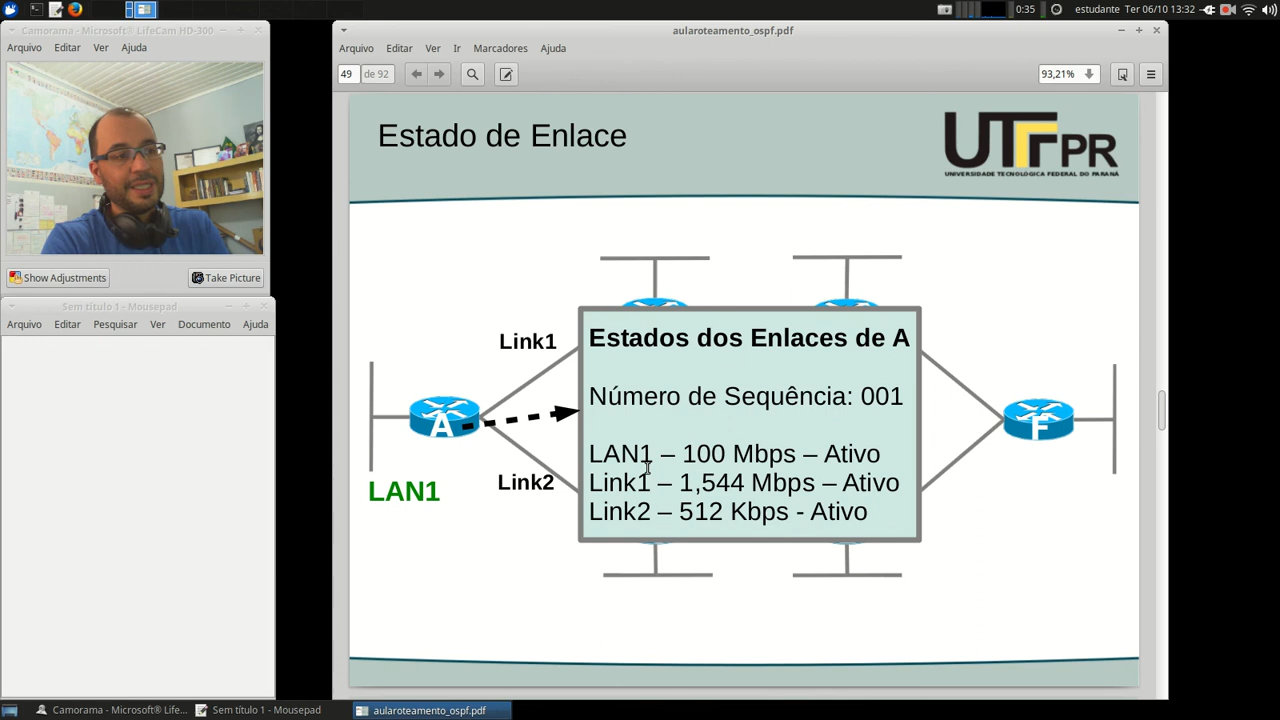 0:35
estudante Ter 06/10 13:32
Camorama - Microsoft® LifeCam HD-300
Arquivo Editar Ver Ajuda
Show Adjustments
Take Picture
Sem título 1 - Mousepad
Arquivo Editar Pesquisar Ver Documento Ajuda
aularoteamento_ospf.pdf
Arquivo Editar Ver Ir Marcadores Ajuda
49 de 92
93,21%
Estado de Enlace
UTFPR
UNIVERSIDADE TECNOLÓGICA FEDERAL DO PARANÁ
Link1
A
Link2
LAN1
Estados dos Enlaces de A
Número de Sequência: 001
LAN1 – 100 Mbps – Ativo
Link1 – 1,544 Mbps – Ativo
Link2 – 512 Kbps - Ativo
F
Camorama - Microsoft® Life...
Sem título 1 - Mousepad
aularoteamento_ospf.pdf